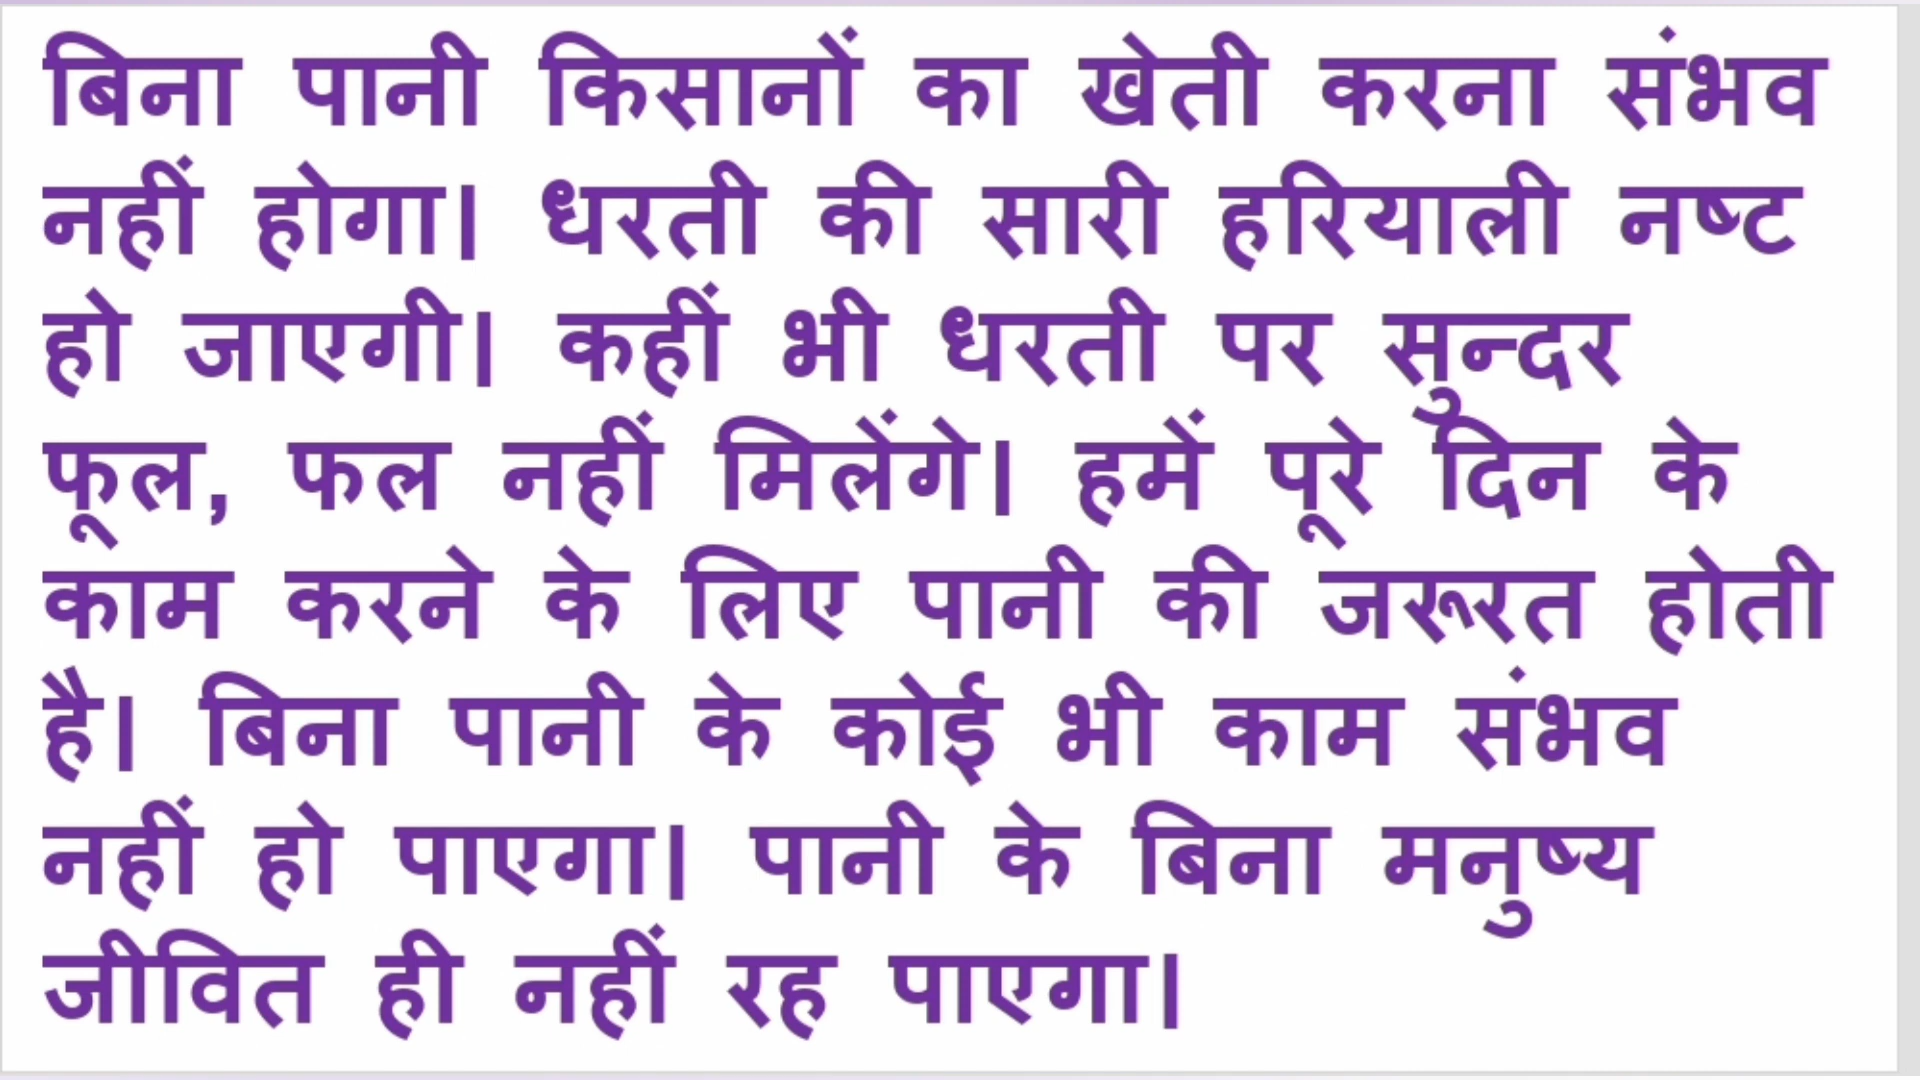 बिना पानी किसानों का खेती करना संभव
नहीं होगा। धरती की सारी हरियाली नष्ट
हो जाएगी। कहीं भी धरती पर सुन्दर
फूल, फल नहीं मिलेंगे। हमें पूरे दिन के
काम करने के लिए पानी की जरूरत होती
है। बिना पानी के कोई भी काम संभव
नहीं हो पाएगा। पानी के बिना मनुष्य
जीवित ही नहीं रह पाएगा।